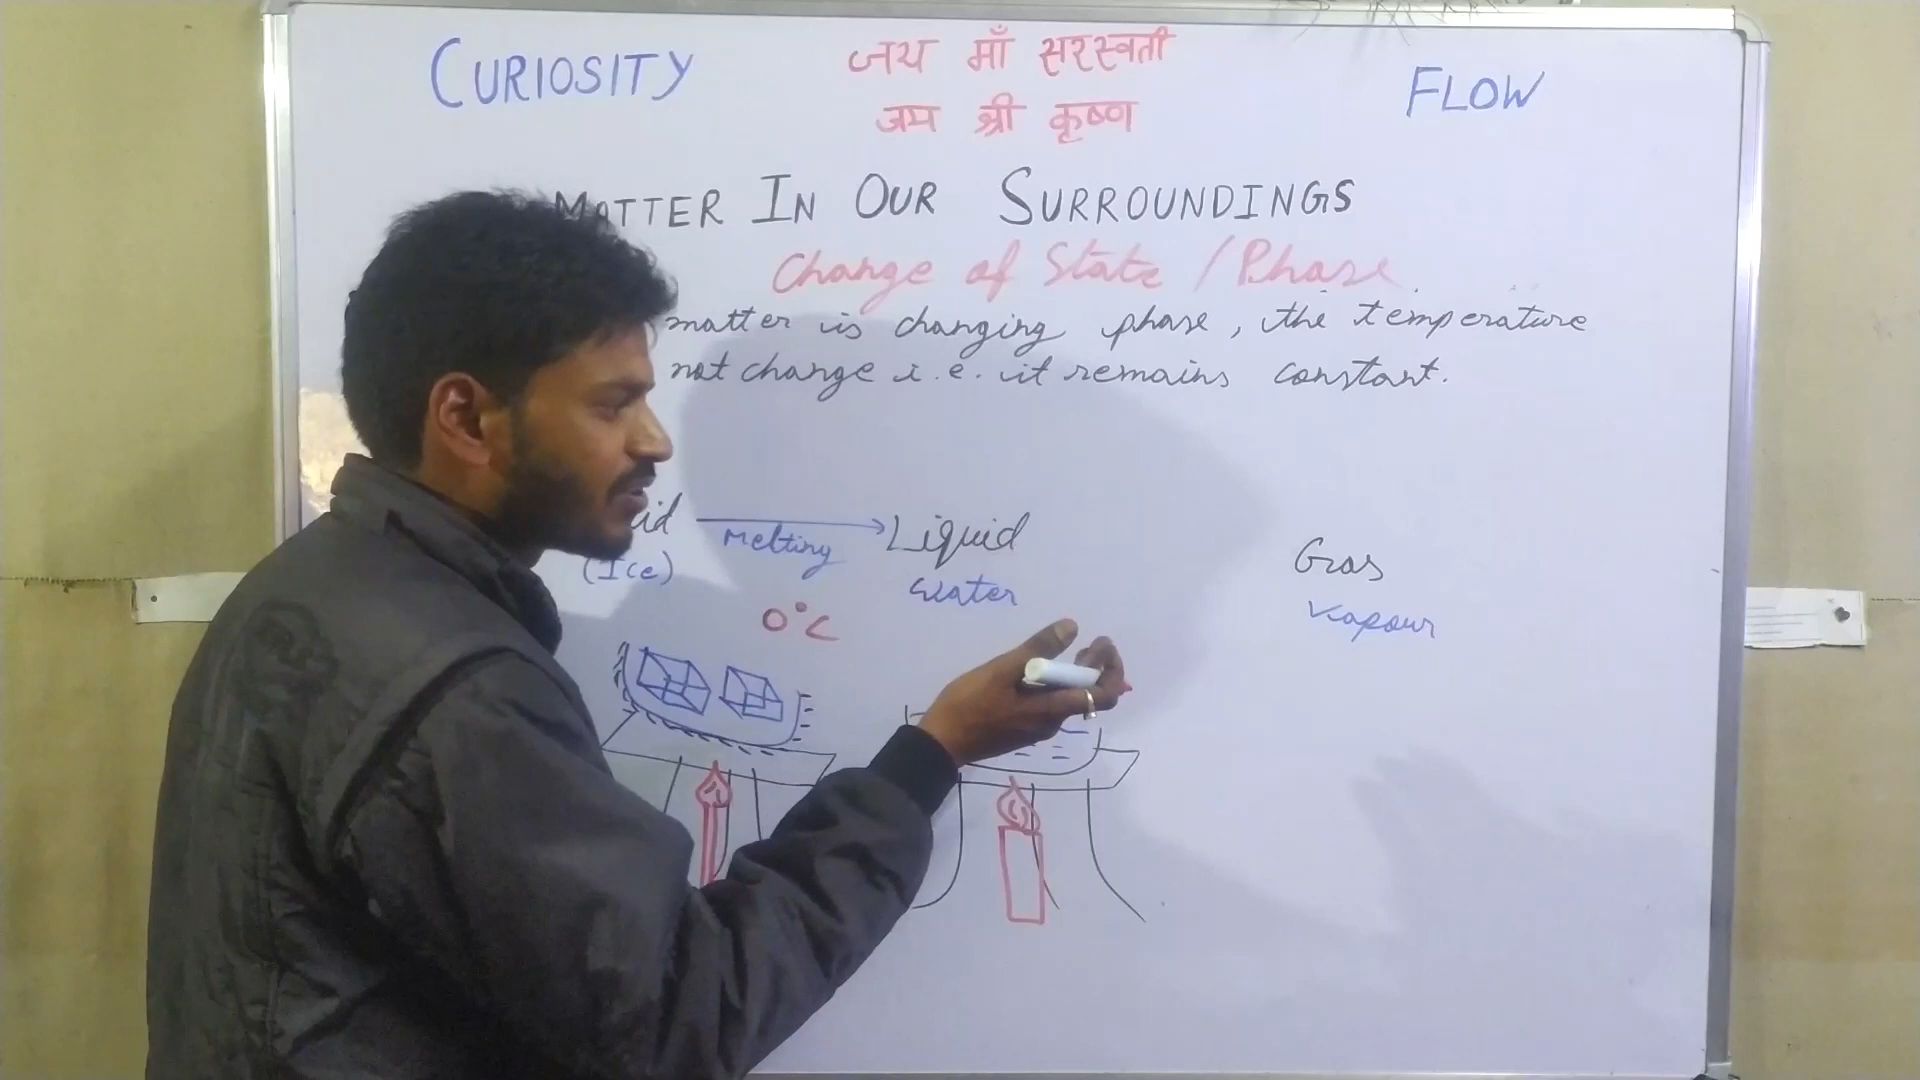 CURIOSITY
जय माँ सरस्वती
जय श्री कृष्ण
FLOW
MATTER IN OUR SURROUNDINGS
Change of State / Phase
matter is changing phase, the temperature
not change i.e. it remains constant.
id
Melting
Liquid
Gas
(Ice)
Water
Vapour
0°C